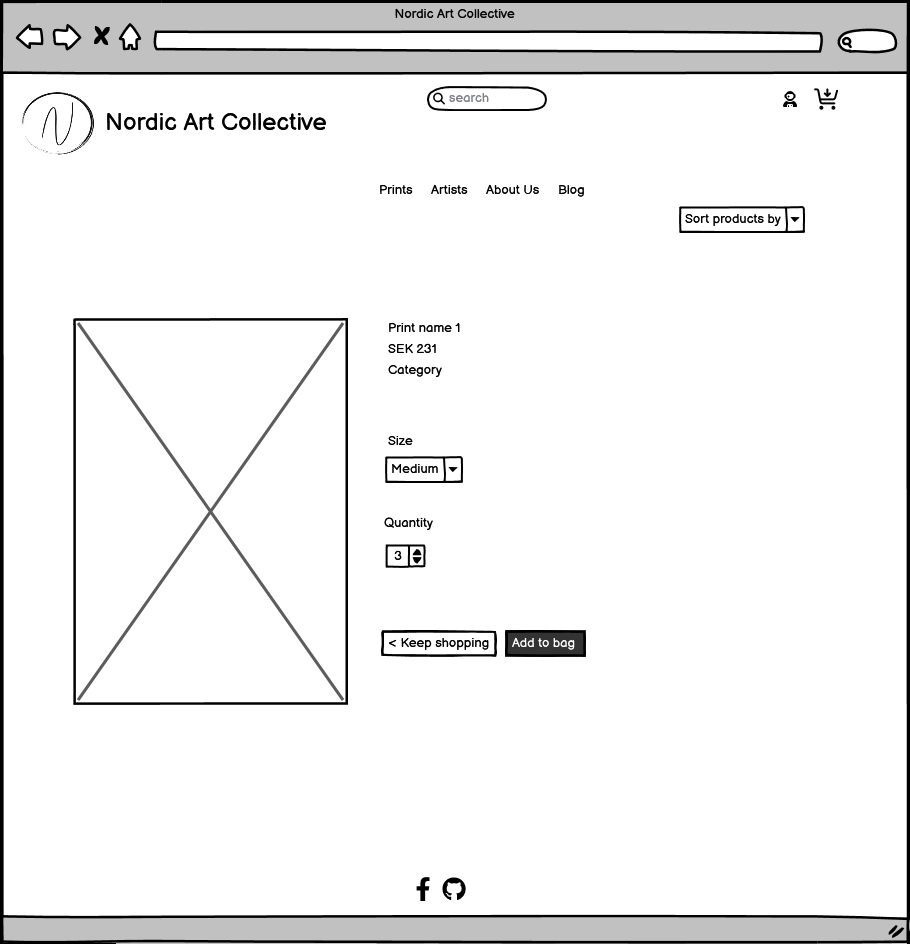 Nordic Art Collective
search
N
Nordic Art Collective
Prints Artists About Us Blog
Sort products by
Print name 1
SEK 231
Category
Size
Medium
Quantity
3
< Keep shopping Add to bag